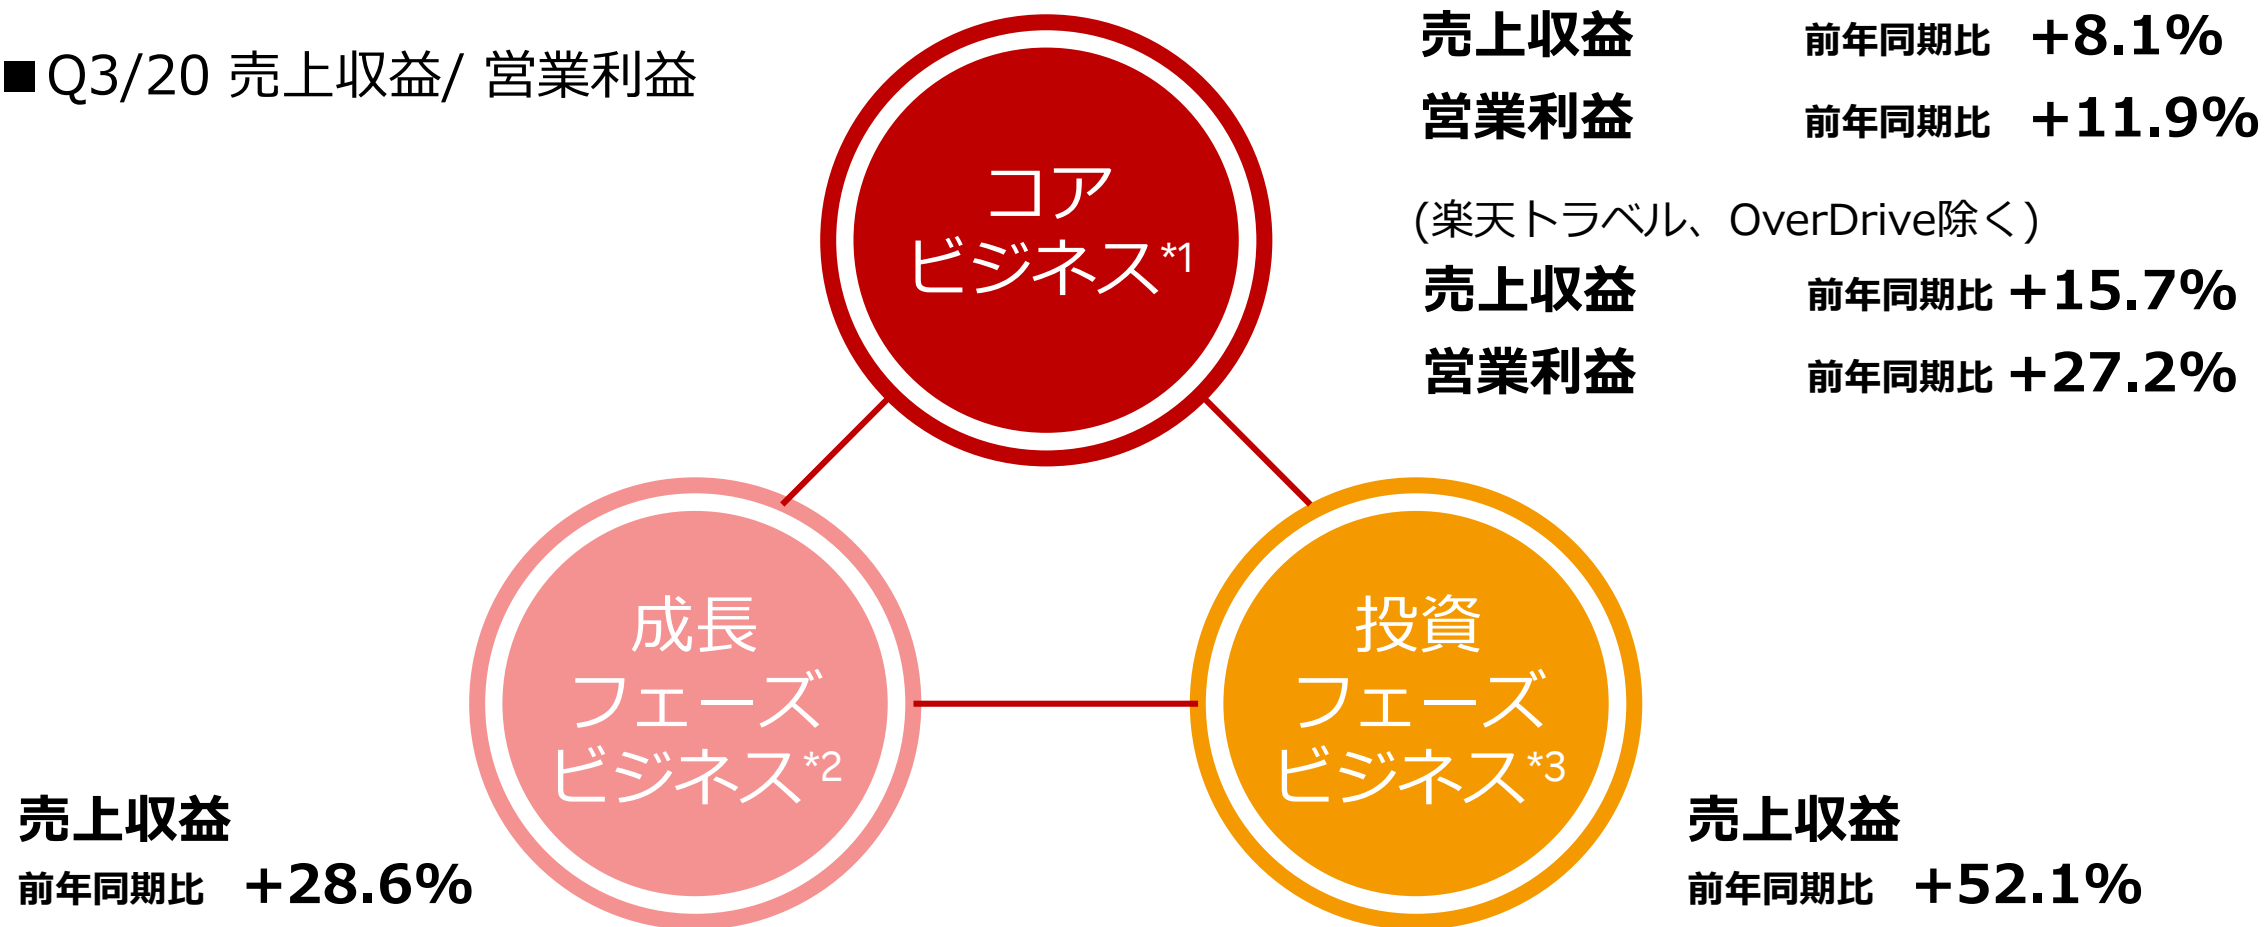 ■Q3/20 売上収益/ 営業利益
コア
ビジネス*1
売上収益 前年同期比 +8.1%
営業利益 前年同期比 +11.9%
(楽天トラベル、OverDrive除く)
売上収益 前年同期比 +15.7%
営業利益 前年同期比 +27.2%
成長
フェーズ
ビジネス*2
売上収益
前年同期比 +28.6%
投資
フェーズ
ビジネス*3
売上収益
前年同期比 +52.1%